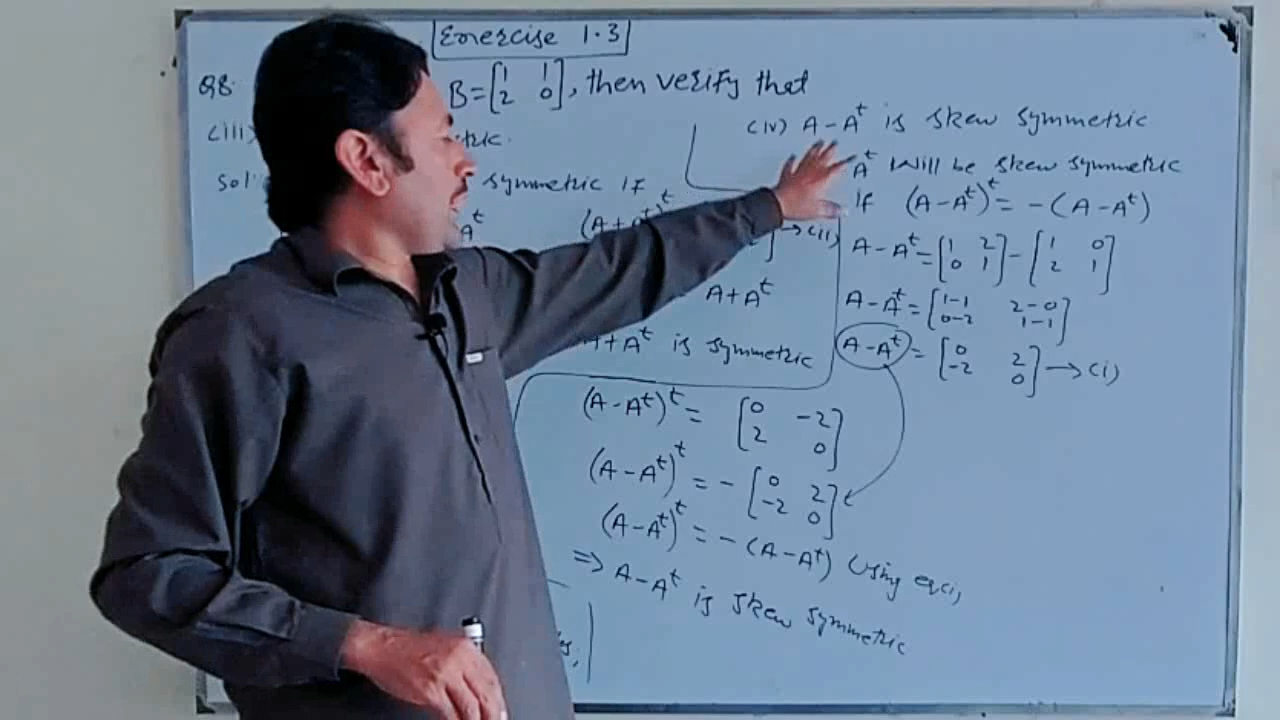 Exercise 1.3
Q8. B = [1 1; 2 0], then verify that
(iii) tric.
Sol: symmetric if
A^t (A+A^t)^t ] → (ii)
A+A^t
A+A^t is symmetric
(iv) A-A^t is skew symmetric
A^t will be skew symmetric
if (A-A^t)^t = -(A-A^t)
A-A^t = [1 2; 0 1] - [1 0; 2 1]
A-A^t = [1-1 2-0; 0-2 1-1]
A-A^t = [0 2; -2 0] → (i)
(A-A^t)^t = [0 -2; 2 0]
(A-A^t)^t = - [0 2; -2 0]
(A-A^t)^t = -(A-A^t) using eq(i)
⇒ A-A^t is skew symmetric